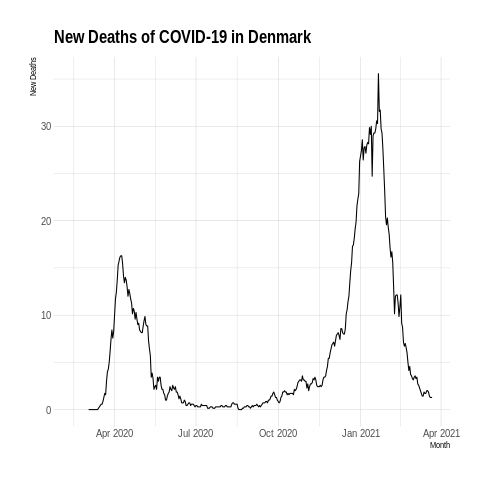 New Deaths of COVID-19 in Denmark
New Deaths
30
20
10
0
Apr 2020 Jul 2020 Oct 2020 Jan 2021 Apr 2021
Month